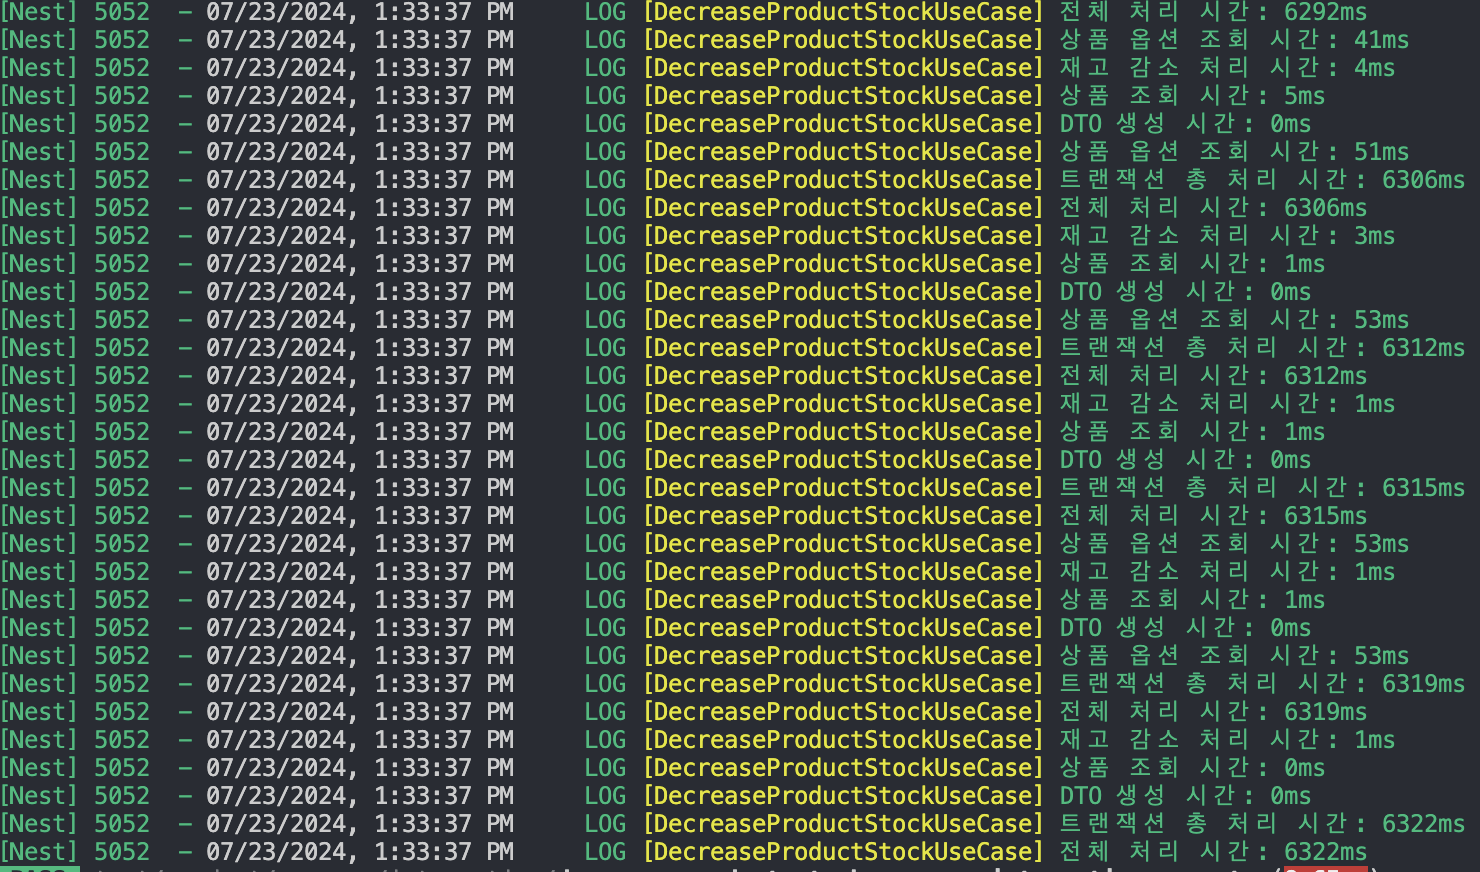 [Nest] 5052  - 07/23/2024, 1:33:37 PM     LOG [DecreaseProductStockUseCase] 전체 처리 시간: 6292ms
[Nest] 5052  - 07/23/2024, 1:33:37 PM     LOG [DecreaseProductStockUseCase] 상품 옵션 조회 시간: 41ms
[Nest] 5052  - 07/23/2024, 1:33:37 PM     LOG [DecreaseProductStockUseCase] 재고 감소 처리 시간: 4ms
[Nest] 5052  - 07/23/2024, 1:33:37 PM     LOG [DecreaseProductStockUseCase] 상품 조회 시간: 5ms
[Nest] 5052  - 07/23/2024, 1:33:37 PM     LOG [DecreaseProductStockUseCase] DTO 생성 시간: 0ms
[Nest] 5052  - 07/23/2024, 1:33:37 PM     LOG [DecreaseProductStockUseCase] 상품 옵션 조회 시간: 51ms
[Nest] 5052  - 07/23/2024, 1:33:37 PM     LOG [DecreaseProductStockUseCase] 트랜잭션 총 처리 시간: 6306ms
[Nest] 5052  - 07/23/2024, 1:33:37 PM     LOG [DecreaseProductStockUseCase] 전체 처리 시간: 6306ms
[Nest] 5052  - 07/23/2024, 1:33:37 PM     LOG [DecreaseProductStockUseCase] 재고 감소 처리 시간: 3ms
[Nest] 5052  - 07/23/2024, 1:33:37 PM     LOG [DecreaseProductStockUseCase] 상품 조회 시간: 1ms
[Nest] 5052  - 07/23/2024, 1:33:37 PM     LOG [DecreaseProductStockUseCase] DTO 생성 시간: 0ms
[Nest] 5052  - 07/23/2024, 1:33:37 PM     LOG [DecreaseProductStockUseCase] 상품 옵션 조회 시간: 53ms
[Nest] 5052  - 07/23/2024, 1:33:37 PM     LOG [DecreaseProductStockUseCase] 트랜잭션 총 처리 시간: 6312ms
[Nest] 5052  - 07/23/2024, 1:33:37 PM     LOG [DecreaseProductStockUseCase] 전체 처리 시간: 6312ms
[Nest] 5052  - 07/23/2024, 1:33:37 PM     LOG [DecreaseProductStockUseCase] 재고 감소 처리 시간: 1ms
[Nest] 5052  - 07/23/2024, 1:33:37 PM     LOG [DecreaseProductStockUseCase] 상품 조회 시간: 1ms
[Nest] 5052  - 07/23/2024, 1:33:37 PM     LOG [DecreaseProductStockUseCase] DTO 생성 시간: 0ms
[Nest] 5052  - 07/23/2024, 1:33:37 PM     LOG [DecreaseProductStockUseCase] 트랜잭션 총 처리 시간: 6315ms
[Nest] 5052  - 07/23/2024, 1:33:37 PM     LOG [DecreaseProductStockUseCase] 전체 처리 시간: 6315ms
[Nest] 5052  - 07/23/2024, 1:33:37 PM     LOG [DecreaseProductStockUseCase] 상품 옵션 조회 시간: 53ms
[Nest] 5052  - 07/23/2024, 1:33:37 PM     LOG [DecreaseProductStockUseCase] 재고 감소 처리 시간: 1ms
[Nest] 5052  - 07/23/2024, 1:33:37 PM     LOG [DecreaseProductStockUseCase] 상품 조회 시간: 1ms
[Nest] 5052  - 07/23/2024, 1:33:37 PM     LOG [DecreaseProductStockUseCase] DTO 생성 시간: 0ms
[Nest] 5052  - 07/23/2024, 1:33:37 PM     LOG [DecreaseProductStockUseCase] 상품 옵션 조회 시간: 53ms
[Nest] 5052  - 07/23/2024, 1:33:37 PM     LOG [DecreaseProductStockUseCase] 트랜잭션 총 처리 시간: 6319ms
[Nest] 5052  - 07/23/2024, 1:33:37 PM     LOG [DecreaseProductStockUseCase] 전체 처리 시간: 6319ms
[Nest] 5052  - 07/23/2024, 1:33:37 PM     LOG [DecreaseProductStockUseCase] 재고 감소 처리 시간: 1ms
[Nest] 5052  - 07/23/2024, 1:33:37 PM     LOG [DecreaseProductStockUseCase] 상품 조회 시간: 0ms
[Nest] 5052  - 07/23/2024, 1:33:37 PM     LOG [DecreaseProductStockUseCase] DTO 생성 시간: 0ms
[Nest] 5052  - 07/23/2024, 1:33:37 PM     LOG [DecreaseProductStockUseCase] 트랜잭션 총 처리 시간: 6322ms
[Nest] 5052  - 07/23/2024, 1:33:37 PM     LOG [DecreaseProductStockUseCase] 전체 처리 시간: 6322ms